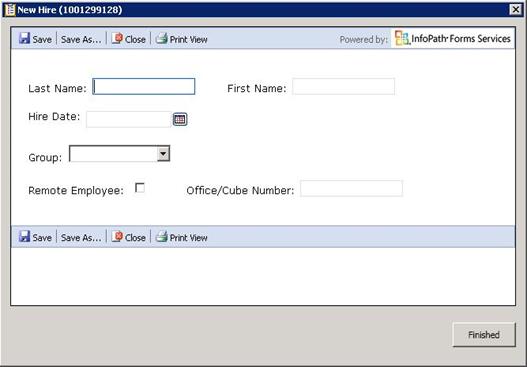 New Hire (1001299128)
Save Save As... Close Print View Powered by: InfoPath Forms Services
Last Name: First Name:
Hire Date:
Group:
Remote Employee: Office/Cube Number:
Save Save As... Close Print View
Finished